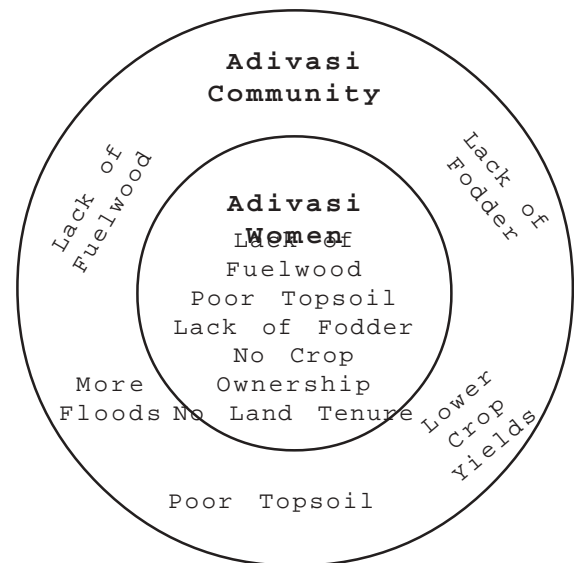 Adivasi
Community
Lack of
Fuelwood
Lack of
Fodder
Adivasi
Women
Lack of
Fuelwood
Poor Topsoil
Lack of Fodder
No Crop
Ownership
No Land Tenure
More
Floods
Lower
Crop
Yields
Poor Topsoil